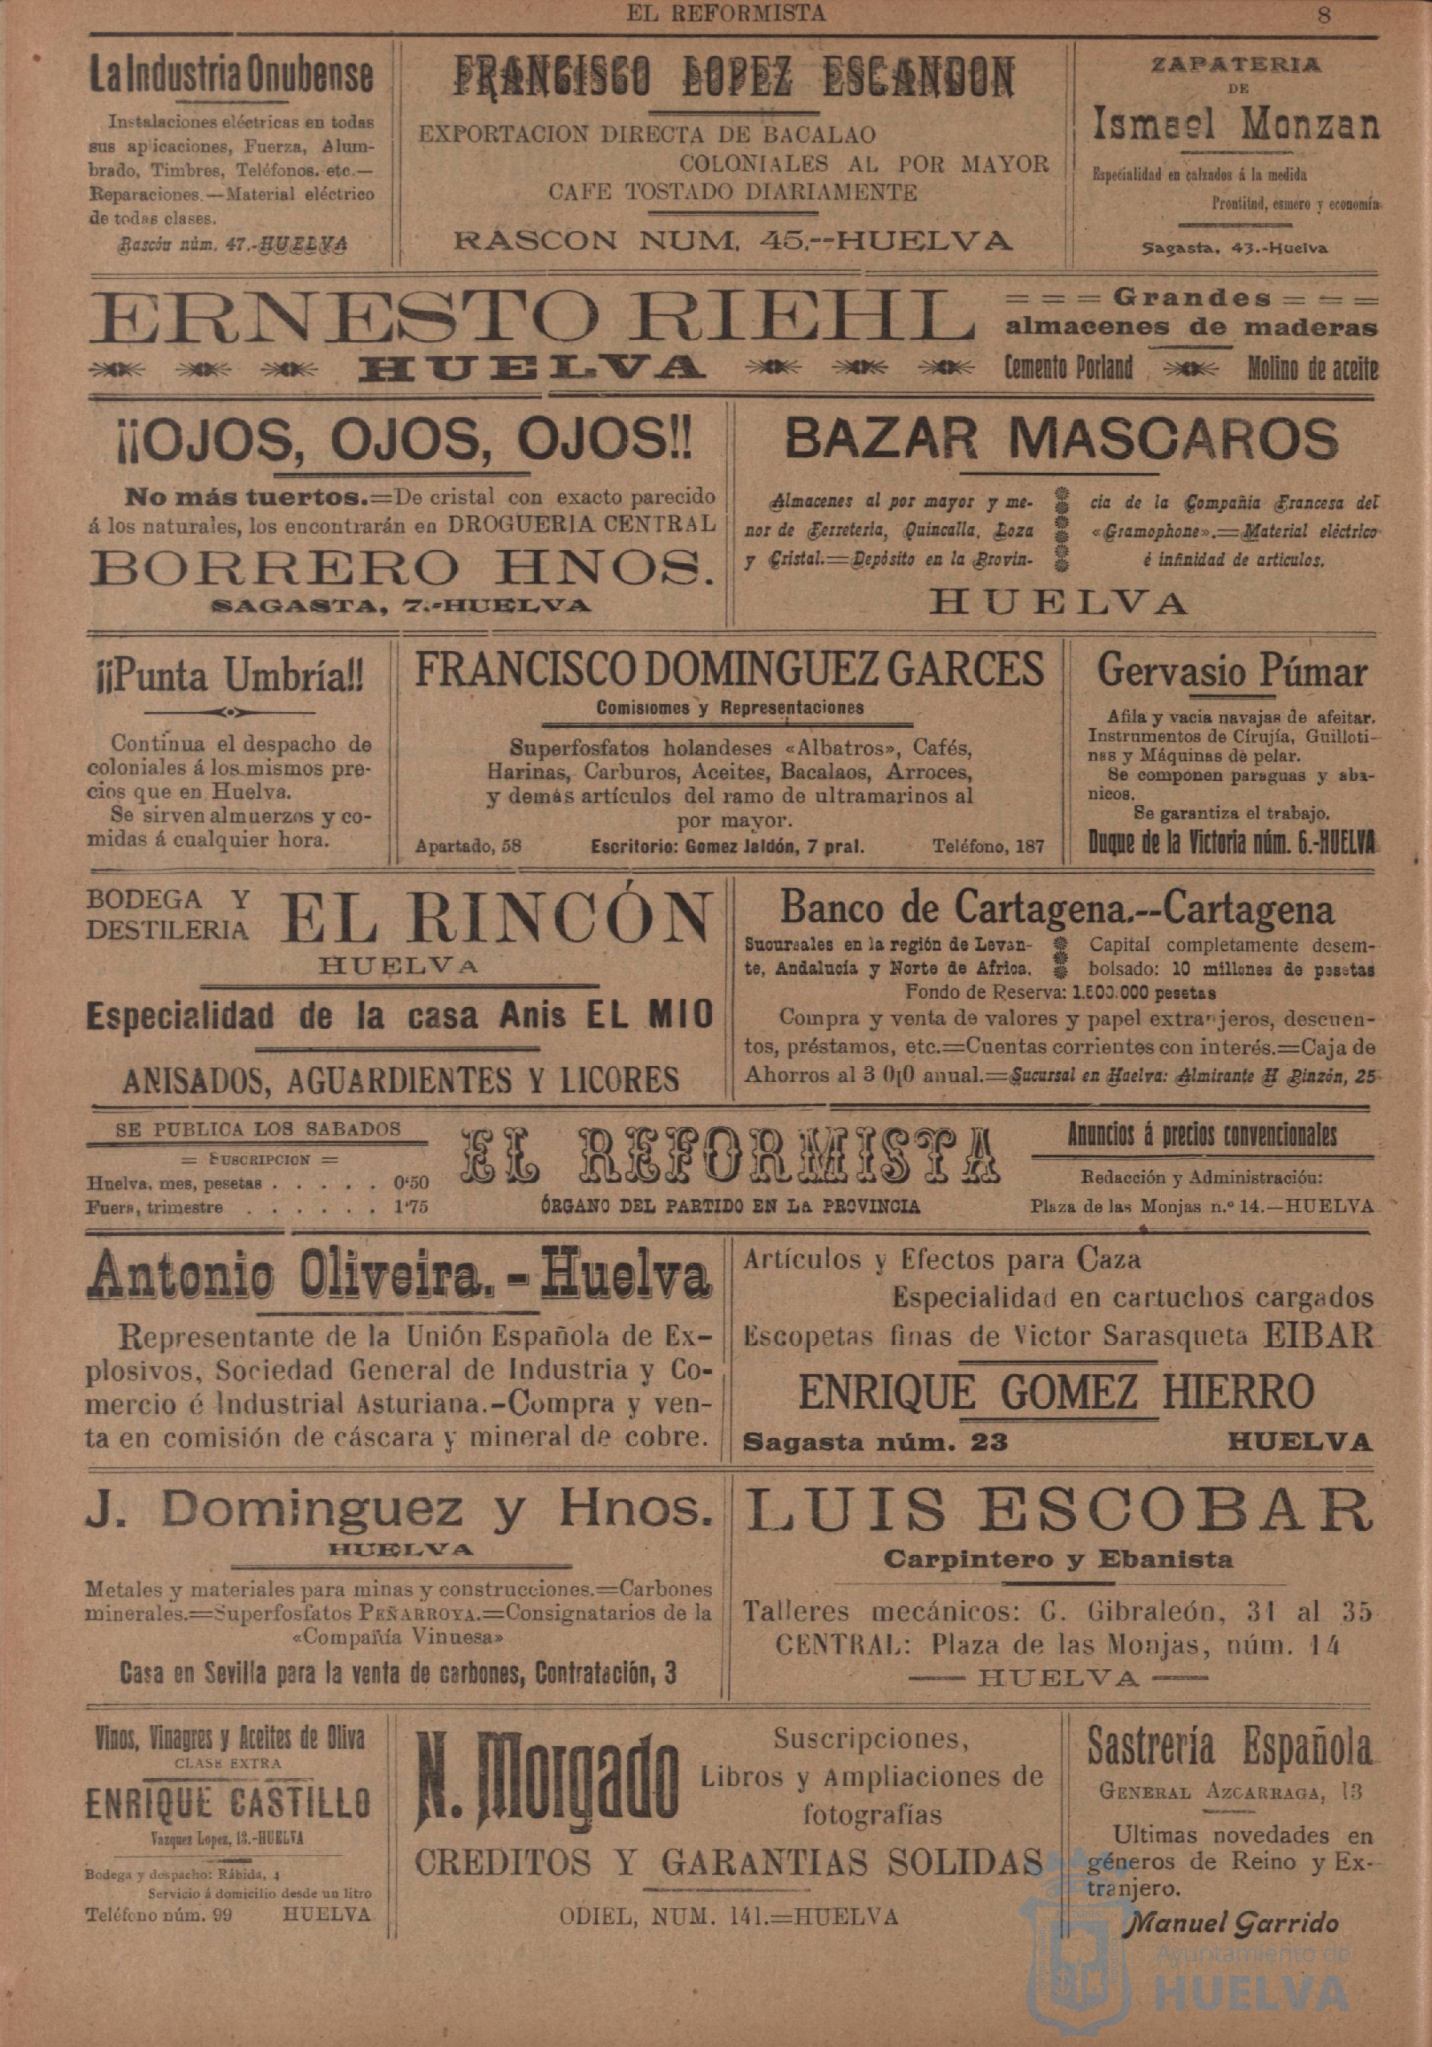 EL REFORMISTA
8
La Industria Onubense
Instalaciones eléctricas en todas
sus aplicaciones, Fuerza, Alum-
brado, Timbres, Teléfonos. etc.—
Reparaciones.—Material eléctrico
de todas clases.
Rascón núm. 47.-HUELVA
FRANCISCO LOPEZ ESCANDON
EXPORTACION DIRECTA DE BACALAO
COLONIALES AL POR MAYOR
CAFE TOSTADO DIARIAMENTE
RASCON NUM. 45.--HUELVA
ZAPATERIA
DE
Ismael Monzan
Especialidad en calzados á la medida
Prontitud, esmero y economía
Sagasta, 43.-Huelva
ERNESTO RIEHL
HUELVA
= = = Grandes = = =
almacenes de maderas
Cemento Porland Molino de aceite
¡¡OJOS, OJOS, OJOS!!
No más tuertos.=De cristal con exacto parecido
á los naturales, los encontrarán en DROGUERIA CENTRAL
BORRERO HNOS.
SAGASTA, 7.-HUELVA
BAZAR MASCAROS
Almacenes al por mayor y me-
nor de Ferreteria, Quincalla, Loza
y Cristal.=Depósito en la Provin-
cia de la Compañia Francesa del
«Gramophone».=Material eléctrico
é infinidad de articulos.
HUELVA
¡¡Punta Umbría!!
Continua el despacho de
coloniales á los mismos pre-
cios que en Huelva.
Se sirven almuerzos y co-
midas á cualquier hora.
FRANCISCO DOMINGUEZ GARCES
Comisiomes y Representaciones
Superfosfatos holandeses «Albatros», Cafés,
Harinas, Carburos, Aceites, Bacalaos, Arroces,
y demás artículos del ramo de ultramarinos al
por mayor.
Apartado, 58 Escritorio: Gomez Jaldón, 7 pral. Teléfono, 187
Gervasio Púmar
Afila y vacia navajas de afeitar.
Instrumentos de Cirujía, Guilloti-
nas y Máquinas de pelar.
Se componen paraguas y aba-
nicos.
Se garantiza el trabajo.
Duque de la Victoria núm. 6.-HUELVA
BODEGA Y
DESTILERIA
EL RINCÓN
HUELVA
Especialidad de la casa Anis EL MIO
ANISADOS, AGUARDIENTES Y LICORES
Banco de Cartagena.--Cartagena
Sucursales en la región de Levan-
te, Andalucía y Norte de Africa.
Capital completamente desem-
bolsado: 10 millones de pesetas
Fondo de Reserva: 1.500.000 pesetas
Compra y venta de valores y papel extranjeros, descuen-
tos, préstamos, etc.=Cuentas corrientes con interés.=Caja de
Ahorros al 3 0¡0 anual.=Sucursal en Huelva: Almirante H Pinzón, 25
SE PUBLICA LOS SABADOS
= SUSCRIPCION =
Huelva, mes, pesetas . . . . . 0'50
Fuera, trimestre . . . . . . 1'75
EL REFORMISTA
ÓRGANO DEL PARTIDO EN LA PROVINCIA
Anuncios á precios convencionales
Redacción y Administración:
Plaza de las Monjas n.º 14.—HUELVA
Antonio Oliveira.-Huelva
Representante de la Unión Española de Ex-
plosivos, Sociedad General de Industria y Co-
mercio é Industrial Asturiana.-Compra y ven-
ta en comisión de cáscara y mineral de cobre.
Artículos y Efectos para Caza
Especialidad en cartuchos cargados
Escopetas finas de Victor Sarasqueta EIBAR
ENRIQUE GOMEZ HIERRO
Sagasta núm. 23 HUELVA
J. Dominguez y Hnos.
HUELVA
Metales y materiales para minas y construcciones.=Carbones
minerales.=Superfosfatos PEÑARROYA.=Consignatarios de la
«Compañía Vinuesa»
Casa en Sevilla para la venta de carbones, Contratación, 3
LUIS ESCOBAR
Carpintero y Ebanista
Talleres mecánicos: C. Gibraleón, 31 al 35
CENTRAL: Plaza de las Monjas, núm. 14
— HUELVA —
Vinos, Vinagres y Aceites de Oliva
CLASE EXTRA
ENRIQUE CASTILLO
Vazquez Lopez, 13.-HUELVA
Bodega y despacho: Rábida, 4
Servicio á domicilio desde un litro
Teléfono núm. 99 HUELVA
N. Morgado
Suscripciones,
Libros y Ampliaciones de
fotografías
CREDITOS Y GARANTIAS SOLIDAS
ODIEL, NUM. 141.=HUELVA
Sastrería Española
GENERAL AZCARRAGA, 13
Ultimas novedades en
géneros de Reino y Ex-
tranjero.
Manuel Garrido
Ayuntamiento de
HUELVA